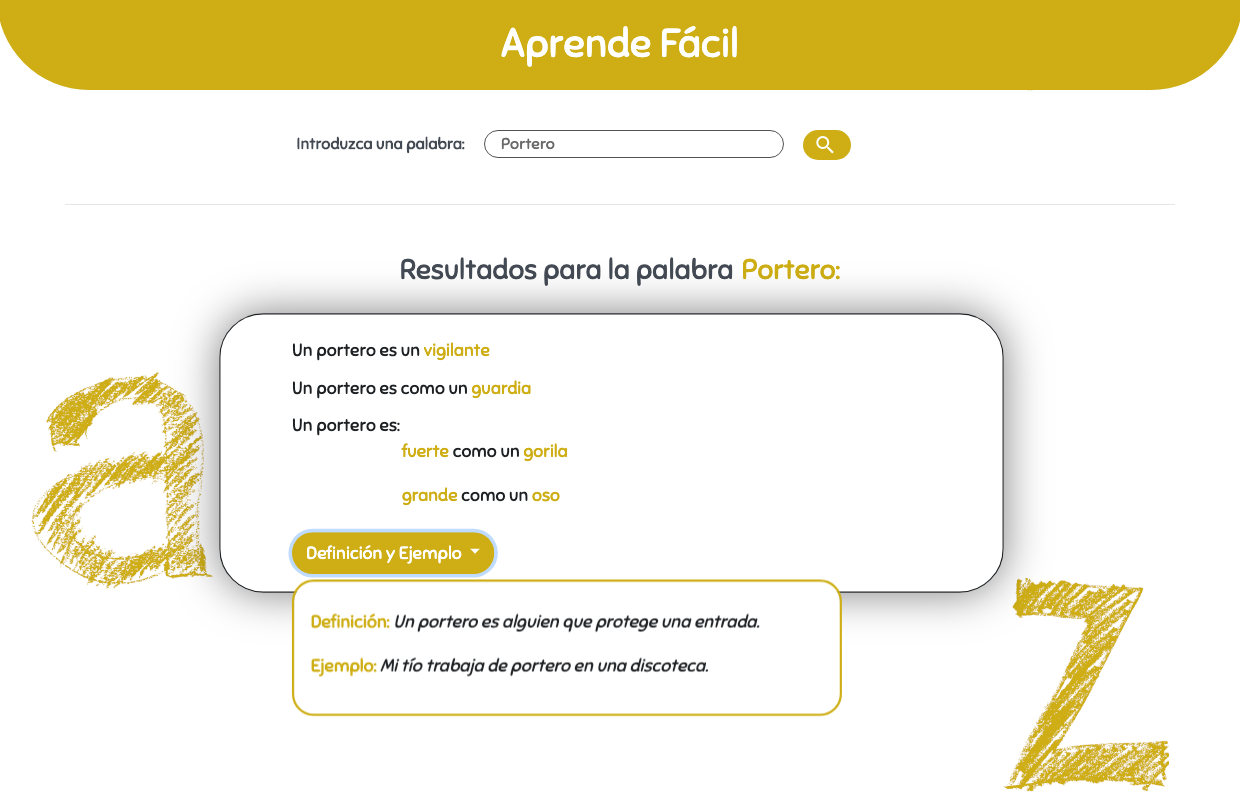 Aprende Fácil
Introduzca una palabra: Portero
Resultados para la palabra Portero:
Un portero es un vigilante
Un portero es como un guardia
Un portero es:
fuerte como un gorila
grande como un oso
a
Definición y Ejemplo
Definición: Un portero es alguien que protege una entrada.
Ejemplo: Mi tío trabaja de portero en una discoteca.
z